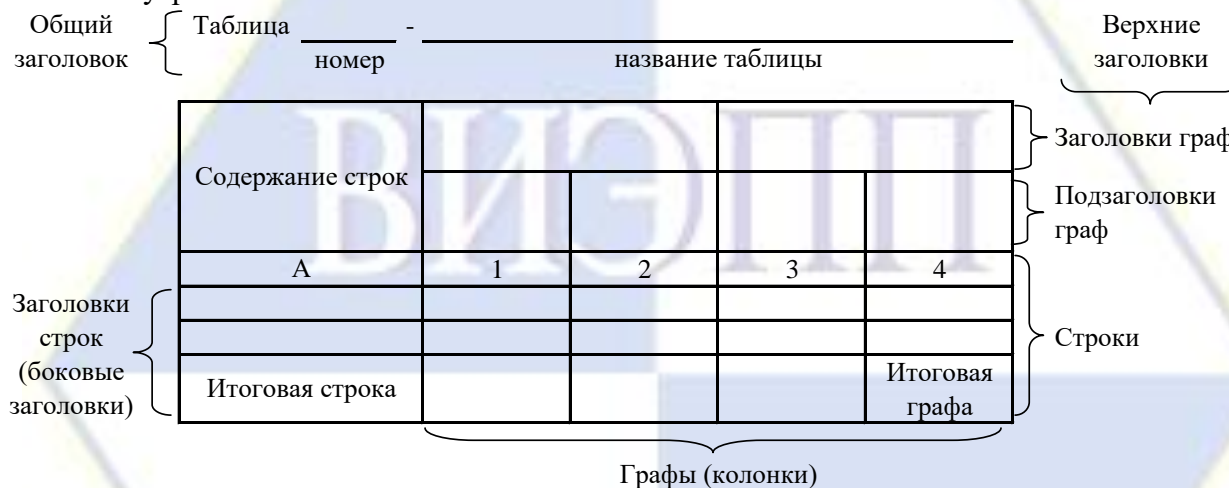 Общий
заголовок
Таблица -
номер
название таблицы
Верхние
заголовки
ВИЭПП
Содержание строк
Заголовки граф
Подзаголовки
граф
А 1 2 3 4
Заголовки
строк
(боковые
заголовки)
Строки
Итоговая строка
Итоговая
графа
Графы (колонки)